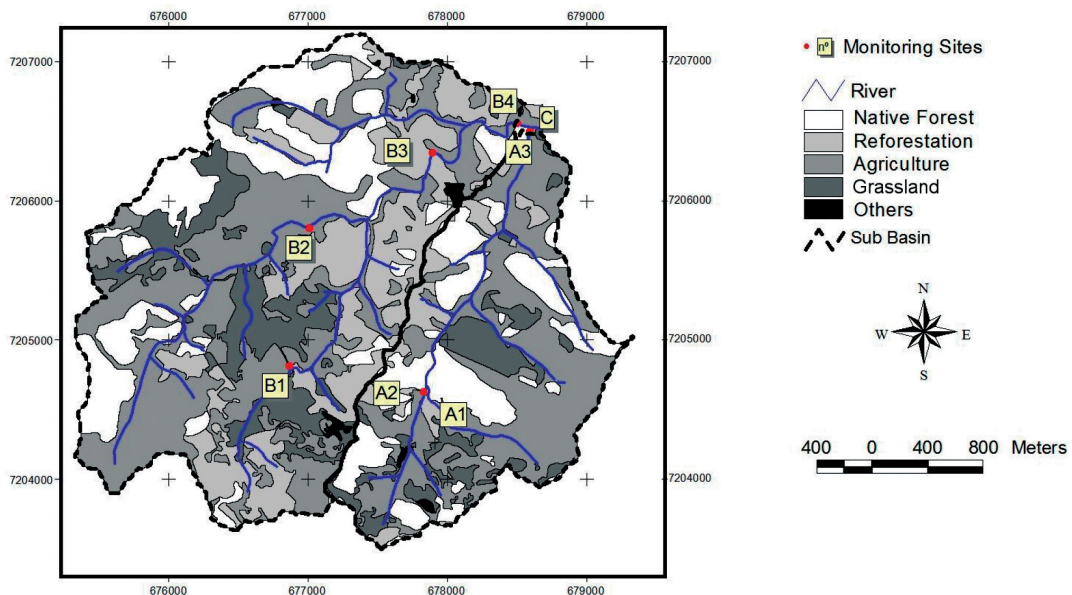 676000 677000 678000 679000
7207000 7207000
7206000 7206000
7205000 7205000
7204000 7204000
676000 677000 678000 679000
B4
C
B3
A3
B2
B1
A2
A1
nº Monitoring Sites
River
Native Forest
Reforestation
Agriculture
Grassland
Others
Sub Basin
N
W E
S
400 0 400 800 Meters